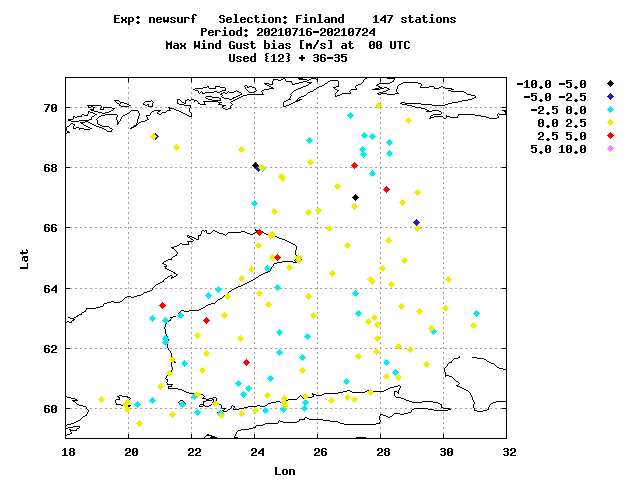 Exp: newsurf   Selection: Finland    147 stations
Period: 20210716-20210724
Max Wind Gust bias [m/s] at  00 UTC
Used {12} + 36-35
-10.0 -5.0
-5.0 -2.5
-2.5 0.0
0.0 2.5
2.5 5.0
5.0 10.0
70
68
66
64
62
60
Lat
18 20 22 24 26 28 30 32
Lon